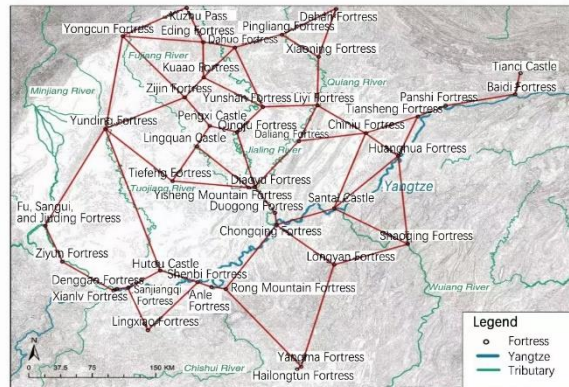 Kuzhu Pass
Dahan Fortress
Yongcun Fortress
Eding Fortress
Pingliang Fortress
Dahuo Fortress
Xiaoning Fortress
Tianci Castle
Fujiang River
Kuaao Fortress
Qujiang River
Minjiang River
Zijin Fortress
Yunshan Fortress
Liyi Fortress
Panshi Fortress
Baidi Fortress
Pengxi Castle
Tiansheng Fortress
Yunding Fortress
Qingju Fortress
Chiniu Fortress
Lingquan Castle
Daliang Fortress
Jialing River
Huanghua Fortress
Tiefeng Fortress
Diaoyu Fortress
Tuojiang River
Yangtze
Yisheng Mountain Fortress
Santai Castle
Fu, Sangui,
and Jiuding Fortress
Duogong Fortress
Chongqing Fortress
Shaoqing Fortress
Ziyun Fortress
Hutou Castle
Longyan Fortress
Denggao Fortress
Shenbi Fortress
Wujiang River
Xianlv Fortress
Sanjiangqi
Fortress
Anle
Fortress
Rong Mountain Fortress
Lingxiao Fortress
Yangma Fortress
Hailongtun Fortress
Chishui River
N
0 37.5 75 150 KM
Legend
Fortress
Yangtze
Tributary